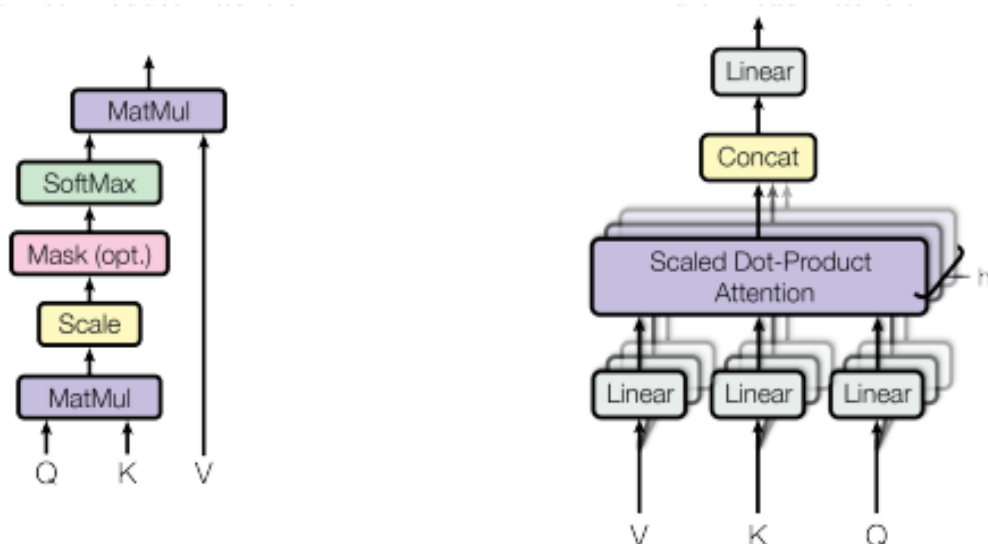 MatMul
SoftMax
Mask (opt.)
Scale
MatMul
Q K V
Linear
Concat
Scaled Dot-Product
Attention
h
Linear Linear Linear
V K Q